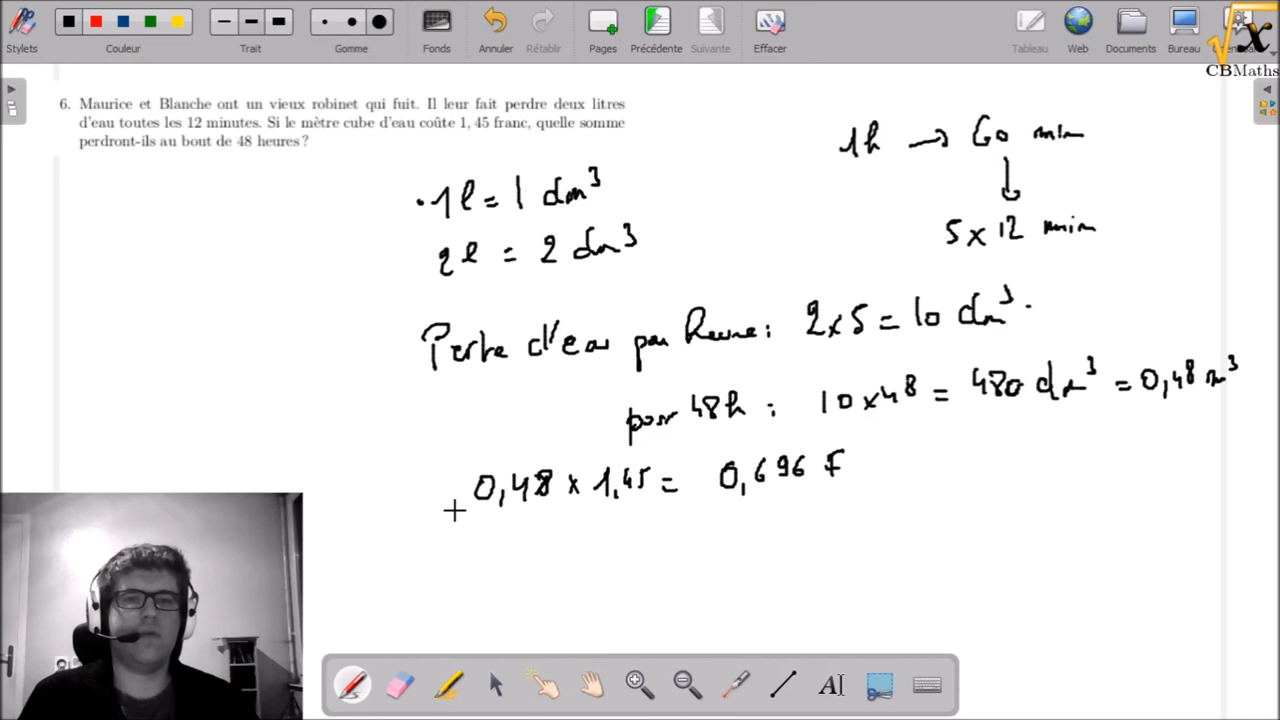 Stylets
Couleur
Trait
Gomme
Fonds
Annuler
Rétablir
Pages
Précédente
Suivante
Effacer
Tableau
Web
Documents
Bureau
CBMaths
6. Maurice et Blanche ont un vieux robinet qui fuit. Il leur fait perdre deux litres
d'eau toutes les 12 minutes. Si le mètre cube d'eau coûte 1, 45 franc, quelle somme
perdront-ils au bout de 48 heures ?
1h → 60 min
5 x 12 min
. 1l = 1 dm³
2l = 2 dm³
Perte d'eau par heure : 2x5 = 10 dm³.
pour 48h : 10x48 = 480 dm³ = 0,48 m³
0,48 x 1,45 = 0,696 F
AI